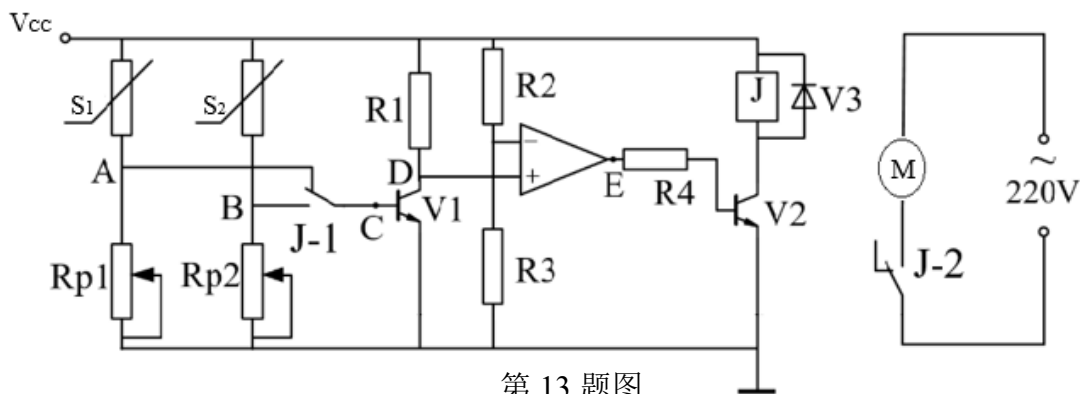 Vcc
S1
S2
R1
R2
J
V3
A
D
−
+
E
R4
M
~
220V
B
J-1
C
V1
V2
Rp1
Rp2
R3
J-2
第 13 题图